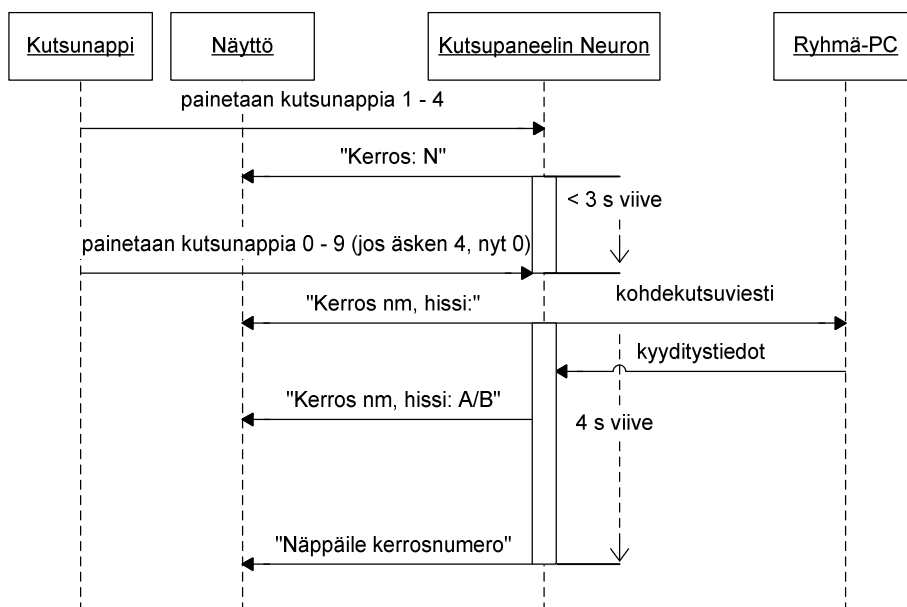 Kutsunappi
Näyttö
Kutsupaneelin Neuron
Ryhmä-PC
painetaan kutsunappia 1 - 4
"Kerros: N"
< 3 s viive
painetaan kutsunappia 0 - 9 (jos äsken 4, nyt 0)
"Kerros nm, hissi:"
kohdekutsuviesti
kyyditystiedot
"Kerros nm, hissi: A/B"
4 s viive
"Näppäile kerrosnumero"